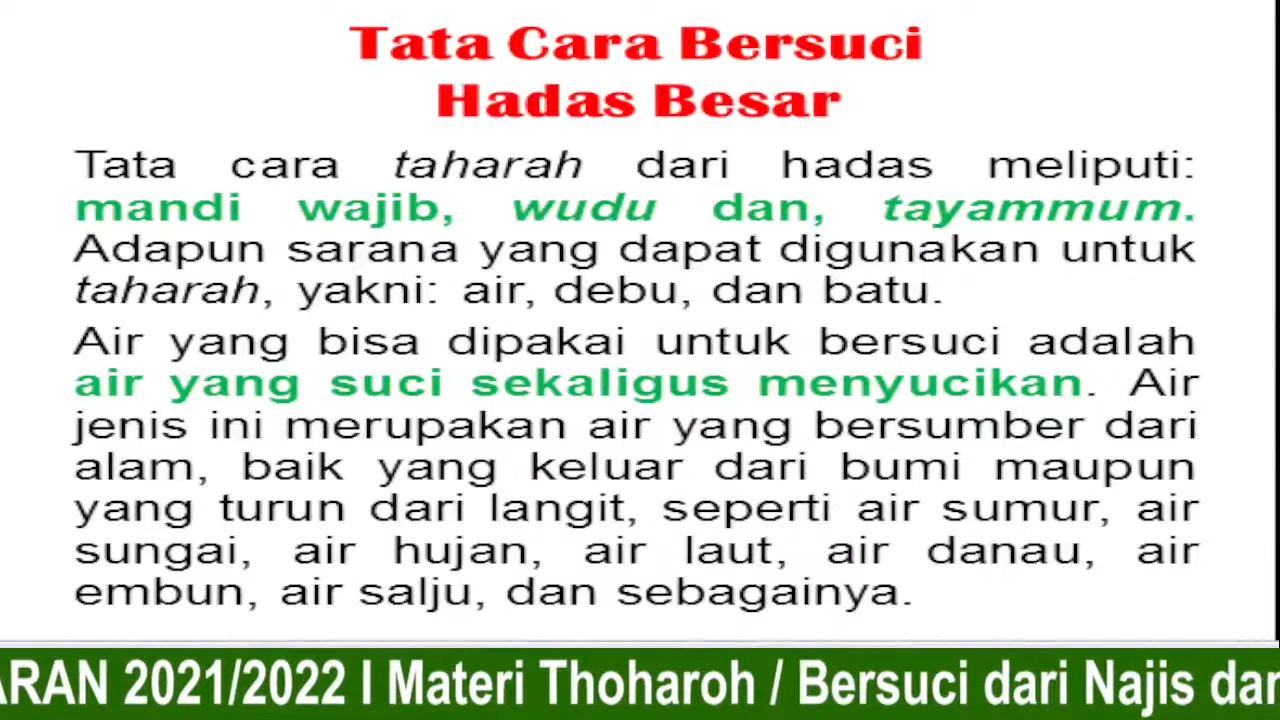 Tata Cara Bersuci
Hadas Besar
Tata cara taharah dari hadas meliputi:
mandi wajib, wudu dan, tayammum.
Adapun sarana yang dapat digunakan untuk
taharah, yakni: air, debu, dan batu.
Air yang bisa dipakai untuk bersuci adalah
air yang suci sekaligus menyucikan. Air
jenis ini merupakan air yang bersumber dari
alam, baik yang keluar dari bumi maupun
yang turun dari langit, seperti air sumur, air
sungai, air hujan, air laut, air danau, air
embun, air salju, dan sebagainya.
ARAN 2021/2022 I Materi Thoharoh / Bersuci dari Najis dar